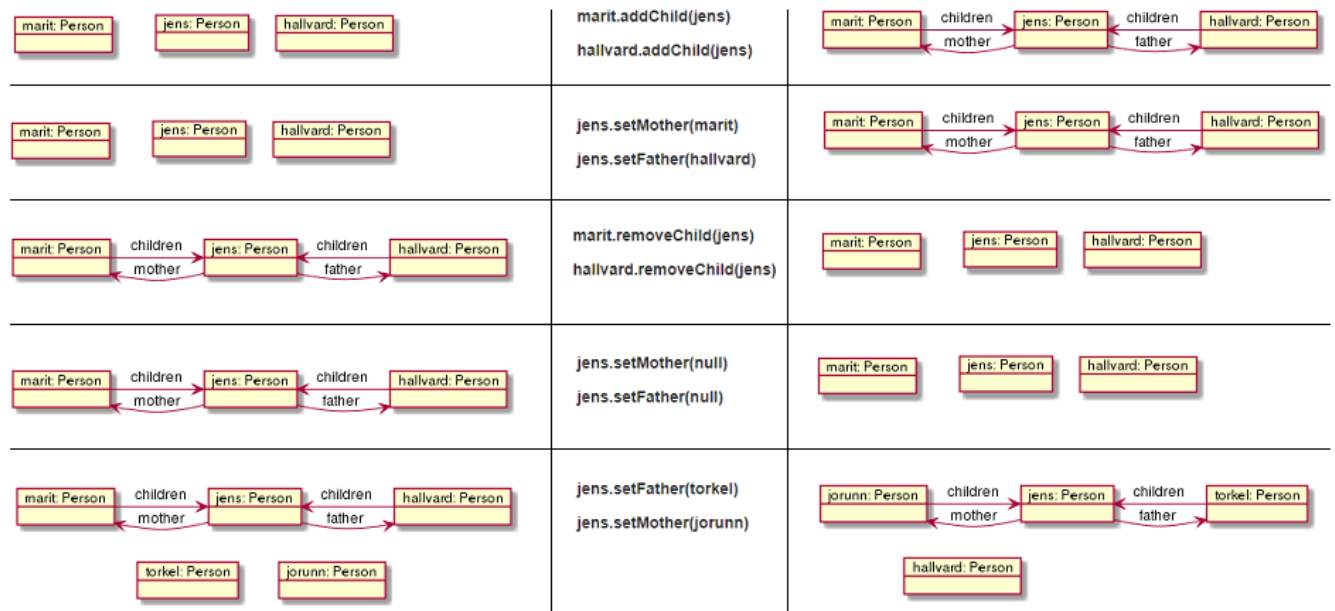 marit: Person
jens: Person
hallvard: Person
marit.addChild(jens)
hallvard.addChild(jens)
marit: Person
children
mother
jens: Person
children
father
hallvard: Person
marit: Person
jens: Person
hallvard: Person
jens.setMother(marit)
jens.setFather(hallvard)
marit: Person
children
mother
jens: Person
children
father
hallvard: Person
marit: Person
children
mother
jens: Person
children
father
hallvard: Person
marit.removeChild(jens)
hallvard.removeChild(jens)
marit: Person
jens: Person
hallvard: Person
marit: Person
children
mother
jens: Person
children
father
hallvard: Person
jens.setMother(null)
jens.setFather(null)
marit: Person
jens: Person
hallvard: Person
marit: Person
children
mother
jens: Person
children
father
hallvard: Person
torkel: Person
jorunn: Person
jens.setFather(torkel)
jens.setMother(jorunn)
jorunn: Person
children
mother
jens: Person
children
father
torkel: Person
hallvard: Person